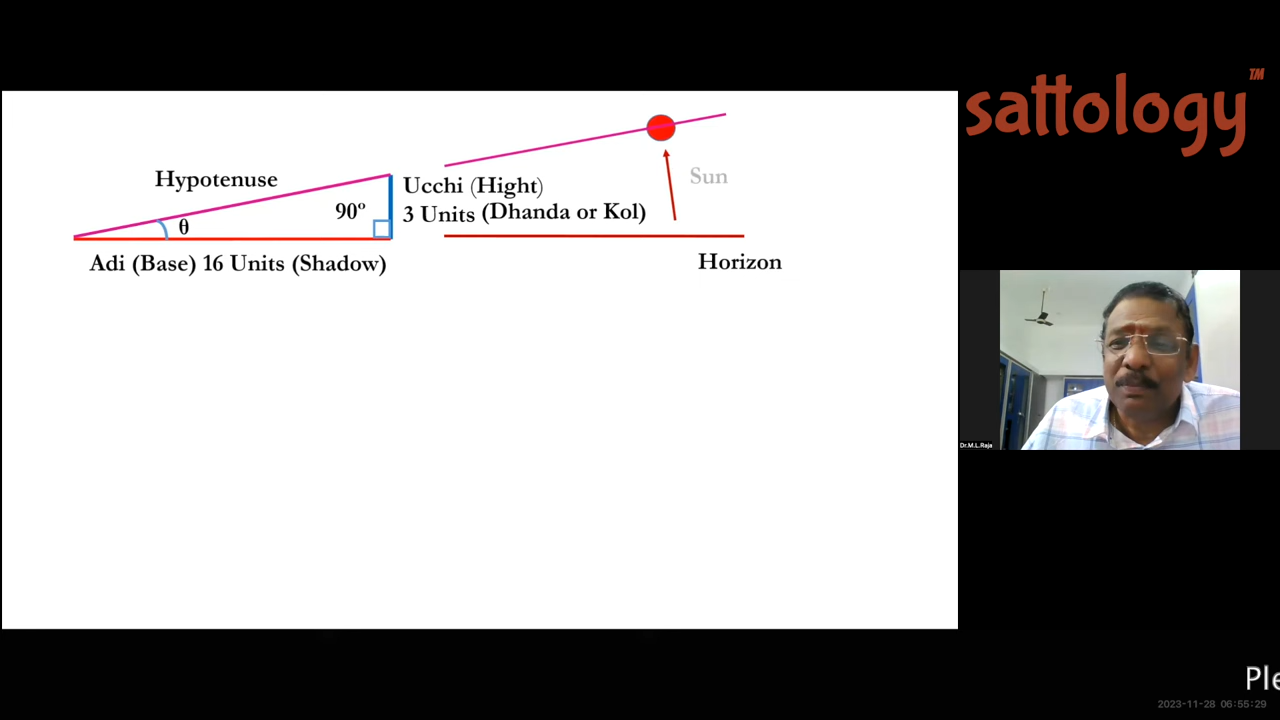 sattology™
Hypotenuse
Sun
Ucchi (Hight)
90º
3 Units (Dhanda or Kol)
θ
Adi (Base) 16 Units (Shadow)
Horizon
Dr.M.L.Raja
Ple
2023-11-28 06:55:29